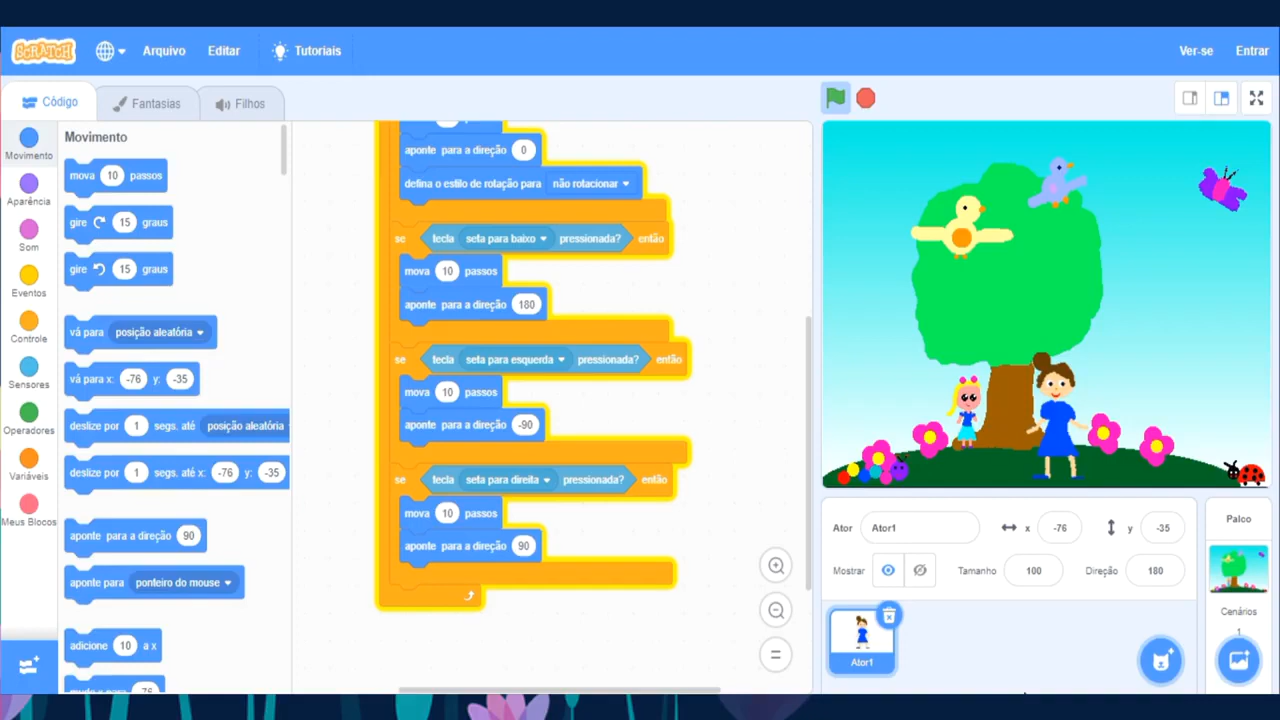 SCRATCH
Arquivo
Editar
Tutoriais
Ver-se
Entrar
Código
Fantasias
Filhos
Movimento
Aparência
Som
Eventos
Controle
Sensores
Operadores
Variáveis
Meus Blocos
Movimento
mova 10 passos
gire 15 graus
gire 15 graus
vá para posição aleatória
vá para x: -76 y: -35
deslize por 1 segs. até posição aleatória
deslize por 1 segs. até x: -76 y: -35
aponte para a direção 90
aponte para ponteiro do mouse
adicione 10 a x
aponte para a direção 0
defina o estilo de rotação para não rotacionar
se tecla seta para baixo pressionada? então
mova 10 passos
aponte para a direção 180
se tecla seta para esquerda pressionada? então
mova 10 passos
aponte para a direção -90
se tecla seta para direita pressionada? então
mova 10 passos
aponte para a direção 90
Ator Ator1 x -76 y -35
Mostrar Tamanho 100 Direção 180
Ator1
Palco
Cenários
1